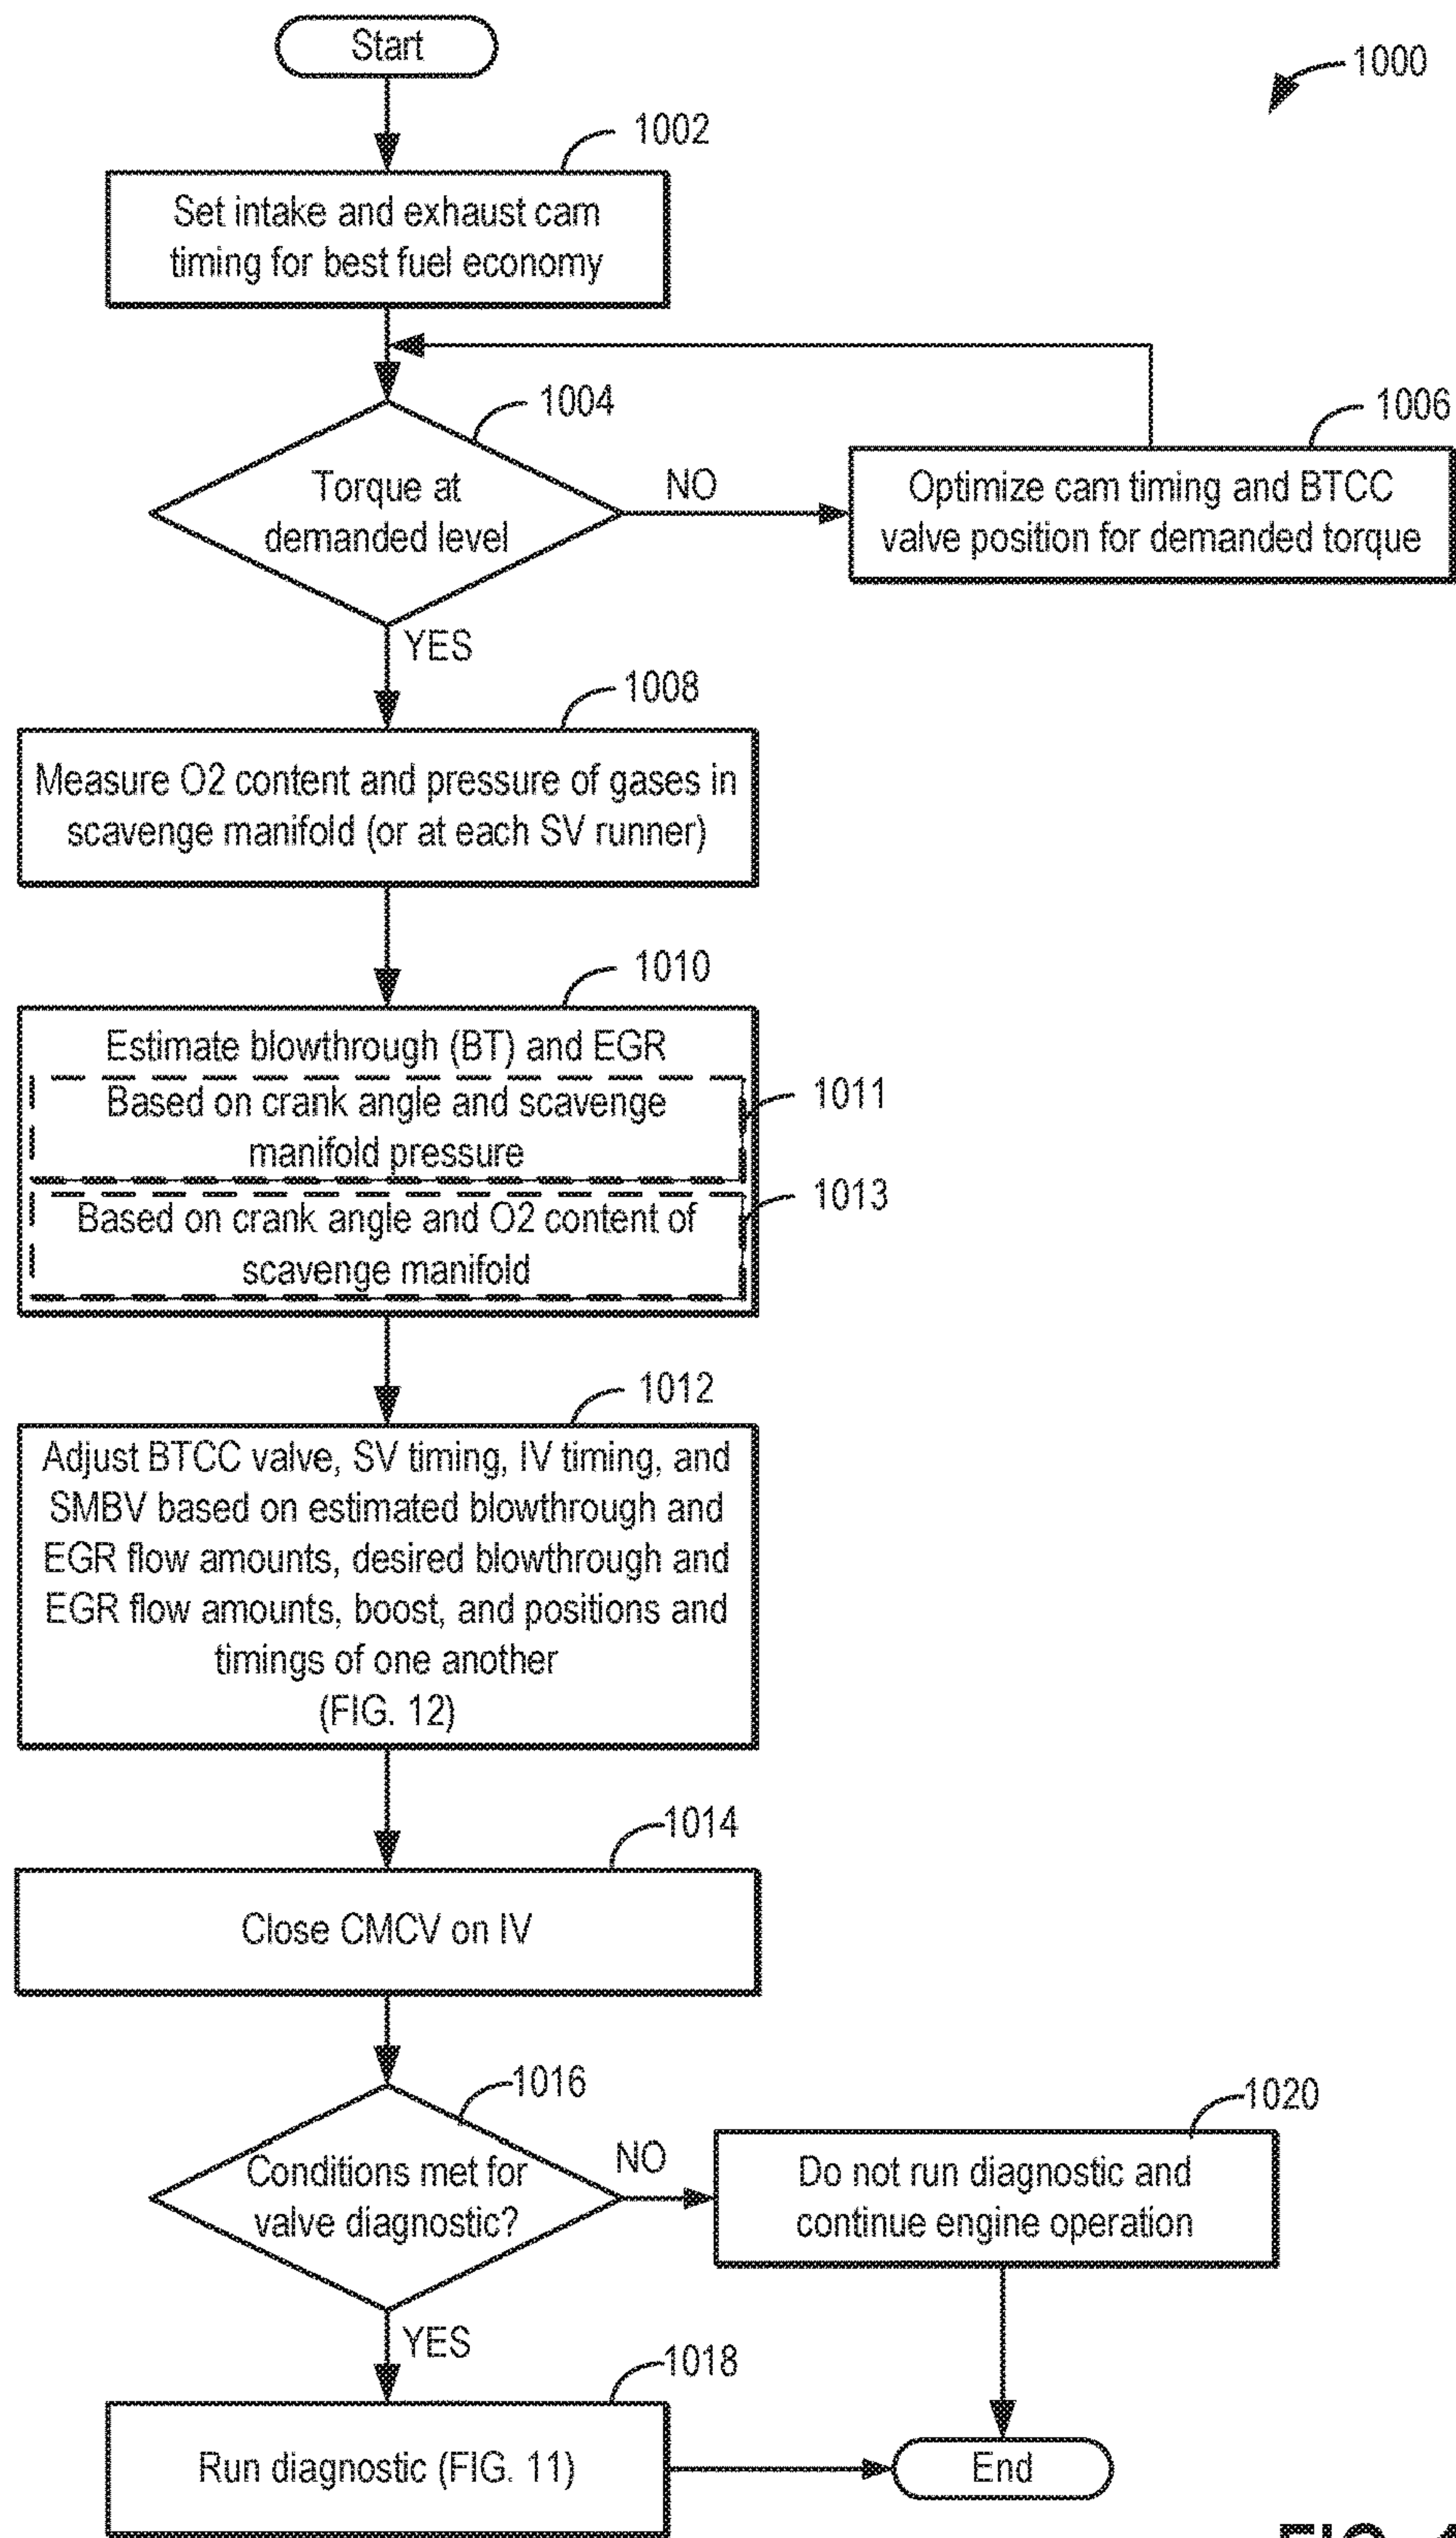 Start
1000
1002
Set intake and exhaust cam
timing for best fuel economy
1004
Torque at
demanded level
NO
1006
Optimize cam timing and BTCC
valve position for demanded torque
YES
1008
Measure O2 content and pressure of gases in
scavenge manifold (or at each SV runner)
1010
Estimate blowthrough (BT) and EGR
Based on crank angle and scavenge
manifold pressure
1011
Based on crank angle and O2 content of
scavenge manifold
1013
1012
Adjust BTCC valve, SV timing, IV timing, and
SMBV based on estimated blowthrough and
EGR flow amounts, desired blowthrough and
EGR flow amounts, boost, and positions and
timings of one another
(FIG. 12)
1014
Close CMCV on IV
1016
Conditions met for
valve diagnostic?
NO
1020
Do not run diagnostic and
continue engine operation
YES
1018
Run diagnostic (FIG. 11)
End